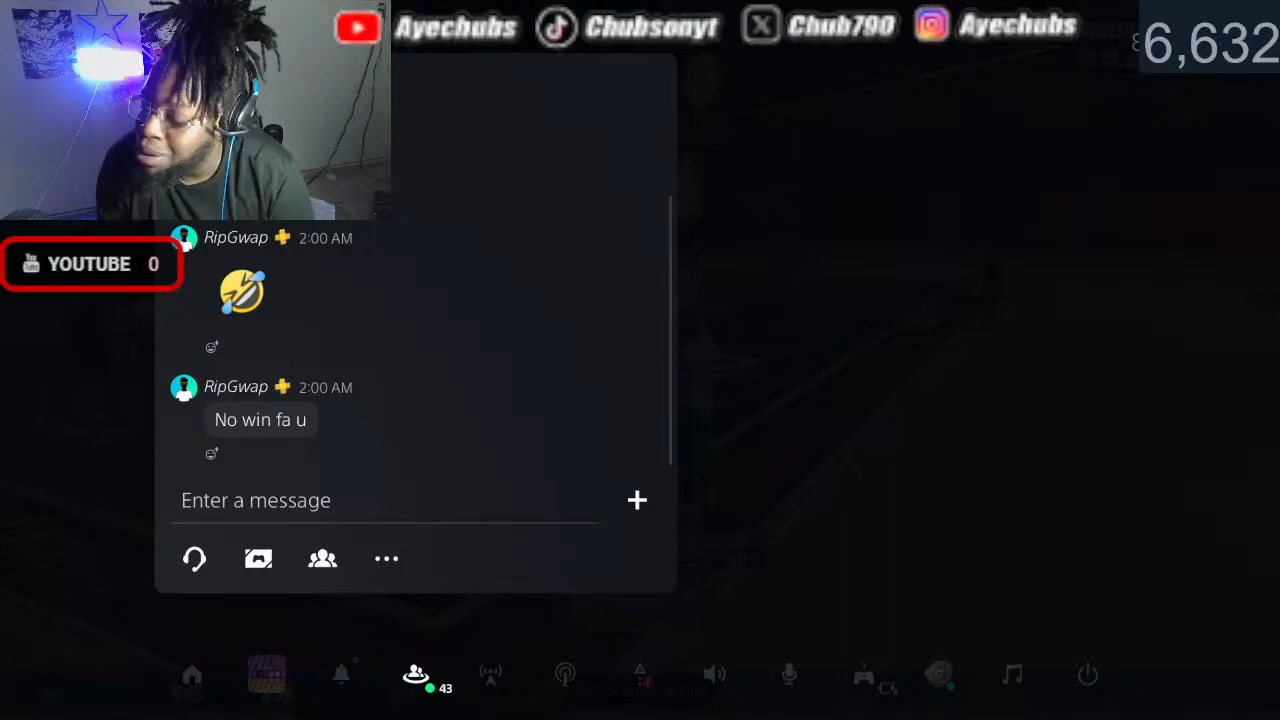 Ayechubs
Chubsonyt
Chub790
Ayechubs
6,632
YOUTUBE 0
RipGwap 2:00 AM
RipGwap 2:00 AM
No win fa u
Enter a message
43